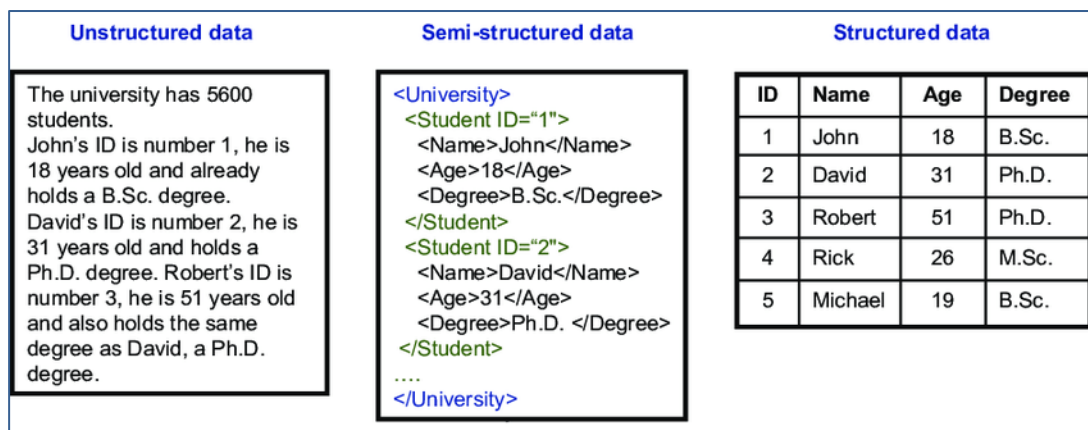 Unstructured data
The university has 5600
students.
John's ID is number 1, he is
18 years old and already
holds a B.Sc. degree.
David's ID is number 2, he is
31 years old and holds a
Ph.D. degree. Robert's ID is
number 3, he is 51 years old
and also holds the same
degree as David, a Ph.D.
degree.
Semi-structured data
<University>
<Student ID=“1">
<Name>John</Name>
<Age>18</Age>
<Degree>B.Sc.</Degree>
</Student>
<Student ID=“2">
<Name>David</Name>
<Age>31</Age>
<Degree>Ph.D. </Degree>
</Student>
....
</University>
Structured data
ID Name Age Degree
1 John 18 B.Sc.
2 David 31 Ph.D.
3 Robert 51 Ph.D.
4 Rick 26 M.Sc.
5 Michael 19 B.Sc.